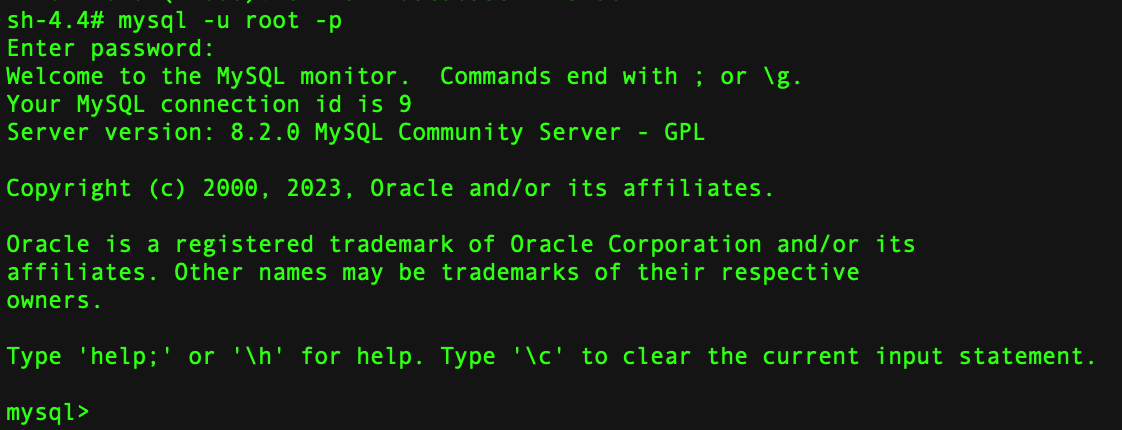 sh-4.4# mysql -u root -p
Enter password:
Welcome to the MySQL monitor.  Commands end with ; or \g.
Your MySQL connection id is 9
Server version: 8.2.0 MySQL Community Server - GPL

Copyright (c) 2000, 2023, Oracle and/or its affiliates.

Oracle is a registered trademark of Oracle Corporation and/or its
affiliates. Other names may be trademarks of their respective
owners.

Type 'help;' or '\h' for help. Type '\c' to clear the current input statement.

mysql>